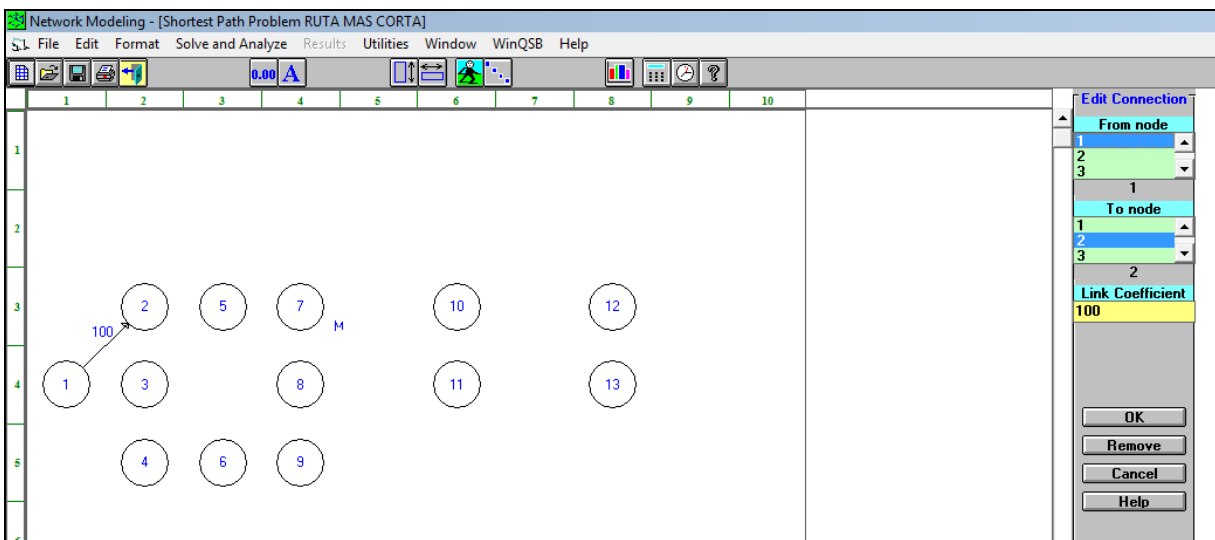 Network Modeling - [Shortest Path Problem RUTA MAS CORTA]
File Edit Format Solve and Analyze Results Utilities Window WinQSB Help
0.00 A ?
1 2 3 4 5 6 7 8 9 10
Edit Connection
From node
1
2
3
1
To node
1
2
3
2
Link Coefficient
100
OK
Remove
Cancel
Help
1
2
3
2 5 7 10 12
100 M
4
1 3 8 11 13
5
4 6 9